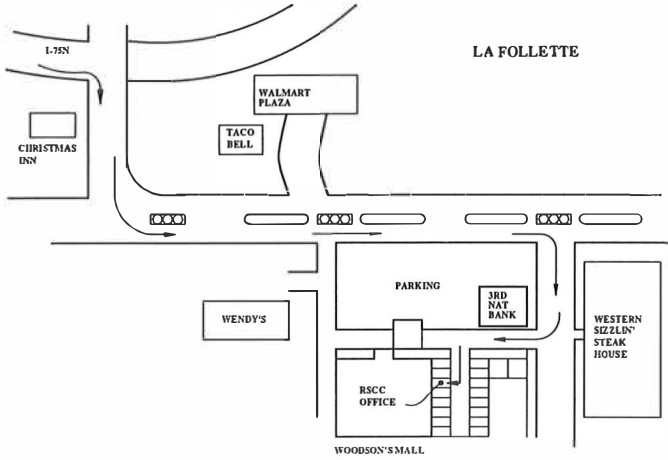 I-75N
LA FOLLETTE
WALMART
PLAZA
TACO
BELL
CHRISTMAS
INN
PARKING
3RD
NAT
BANK
WENDY'S
WESTERN
SIZZLIN'
STEAK
HOUSE
RSCC
OFFICE
WOODSON'S MALL